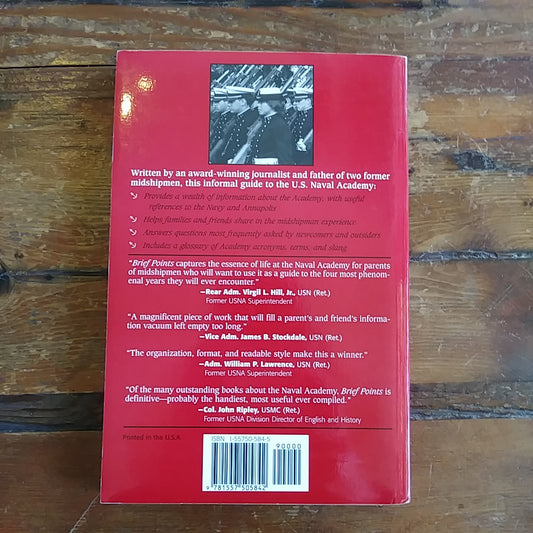 Written by an award-winning journalist and father of two former
midshipmen, this informal guide to the U.S. Naval Academy:
Provides a wealth of information about the Academy, with useful
references to the Navy and Annapolis
Helps families and friends share in the midshipman experience
Answers questions most frequently asked by newcomers and outsiders
Includes a glossary of Academy acronyms, terms, and slang
"Brief Points captures the essence of life at the Naval Academy for parents
of midshipmen who will want to use it as a guide to the four most phenom-
enal years they will ever encounter."
—Rear Adm. Virgil L. Hill, Jr., USN (Ret.)
Former USNA Superintendent
"A magnificent piece of work that will fill a parent's and friend's informa-
tion vacuum left empty too long."
—Vice Adm. James B. Stockdale, USN (Ret.)
"The organization, format, and readable style make this a winner."
—Adm. William P. Lawrence, USN (Ret.)
Former USNA Superintendent
"Of the many outstanding books about the Naval Academy, Brief Points is
definitive—probably the handiest, most useful ever compiled."
—Col. John Ripley, USMC (Ret.)
Former USNA Division Director of English and History
Printed in the U.S.A.
ISBN 1-55750-584-5
90000
9 781557 505842